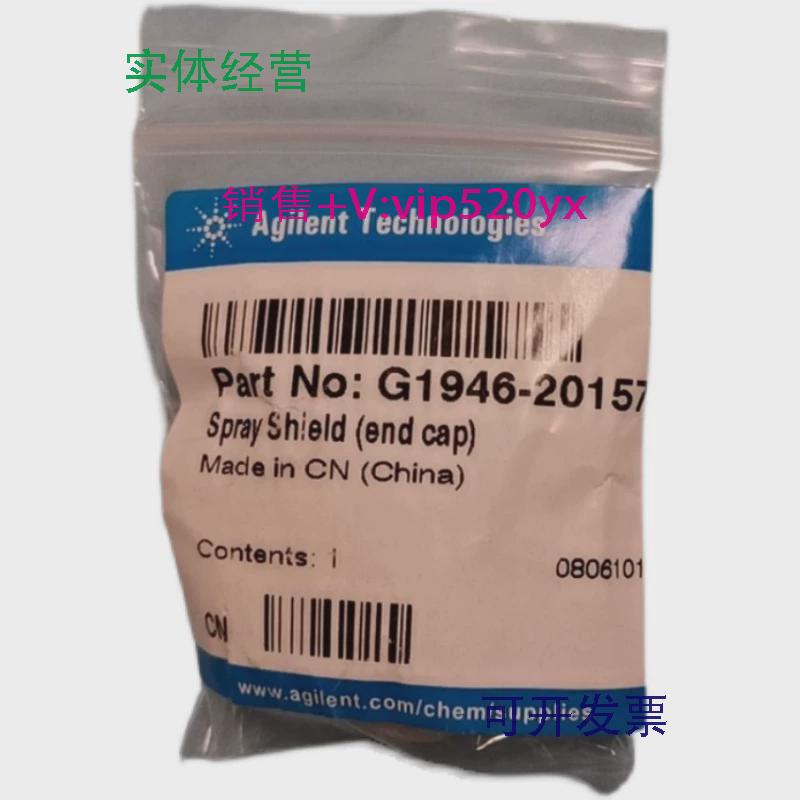 实体经营
销售+V:vip520yx
Agilent Technologies
Part No: G1946-20157
Spray Shield (end cap)
Made in CN (China)
Contents: 1
0806101
CN
www.agilent.com/chem/supplies
可开发票